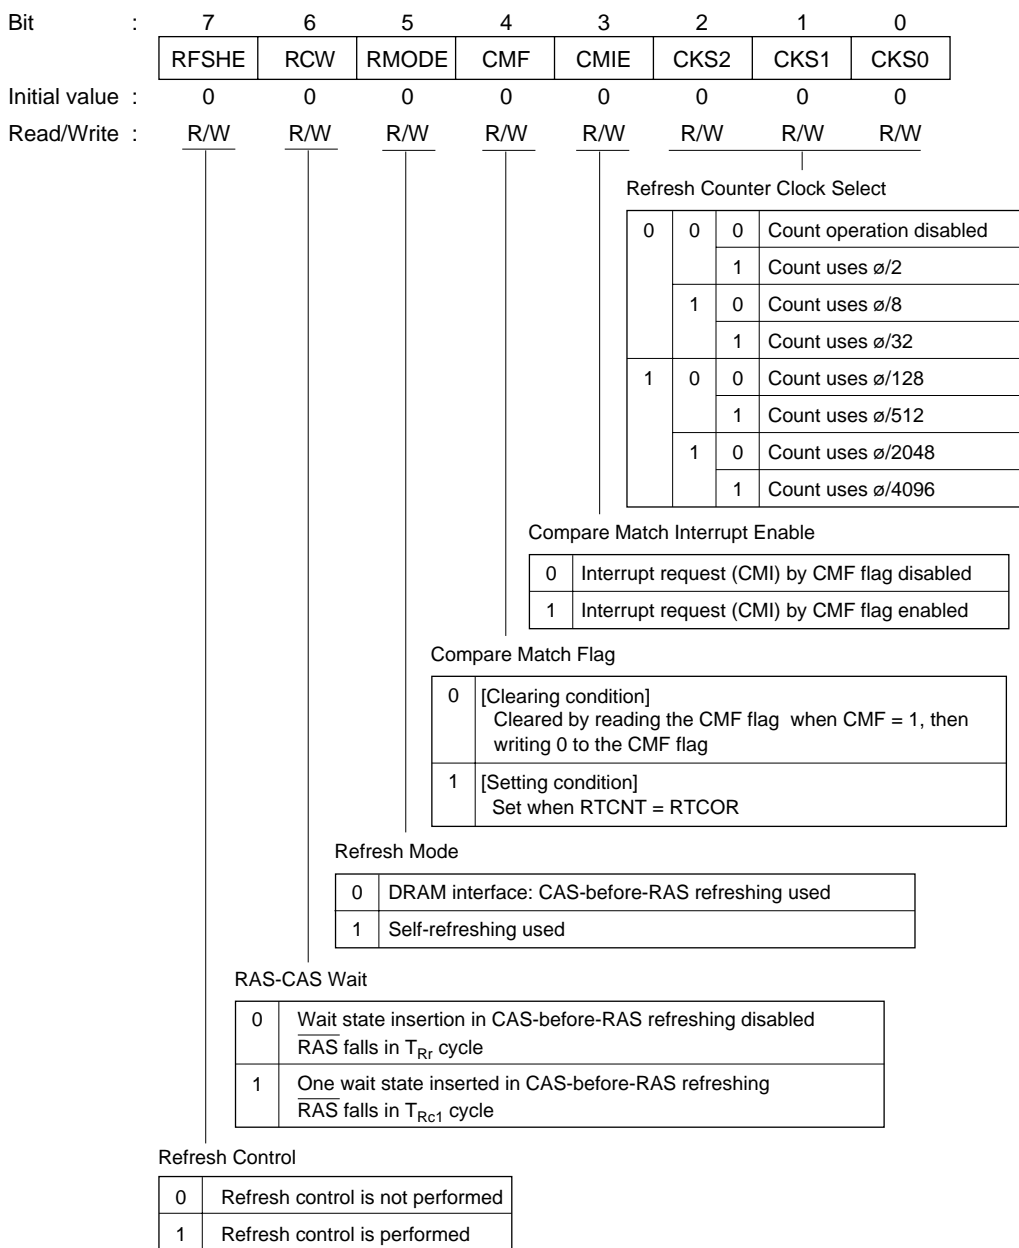 Bit : 7 6 5 4 3 2 1 0
RFSHE RCW RMODE CMF CMIE CKS2 CKS1 CKS0
Initial value : 0 0 0 0 0 0 0 0
Read/Write : R/W R/W R/W R/W R/W R/W R/W R/W
Refresh Counter Clock Select
0 0 0 Count operation disabled
1 Count uses ø/2
1 0 Count uses ø/8
1 Count uses ø/32
1 0 0 Count uses ø/128
1 Count uses ø/512
1 0 Count uses ø/2048
1 Count uses ø/4096
Compare Match Interrupt Enable
0 Interrupt request (CMI) by CMF flag disabled
1 Interrupt request (CMI) by CMF flag enabled
Compare Match Flag
0 [Clearing condition]
Cleared by reading the CMF flag when CMF = 1, then
writing 0 to the CMF flag
1 [Setting condition]
Set when RTCNT = RTCOR
Refresh Mode
0 DRAM interface: CAS-before-RAS refreshing used
1 Self-refreshing used
RAS-CAS Wait
0 Wait state insertion in CAS-before-RAS refreshing disabled
RAS falls in TRr cycle
1 One wait state inserted in CAS-before-RAS refreshing
RAS falls in TRc1 cycle
Refresh Control
0 Refresh control is not performed
1 Refresh control is performed